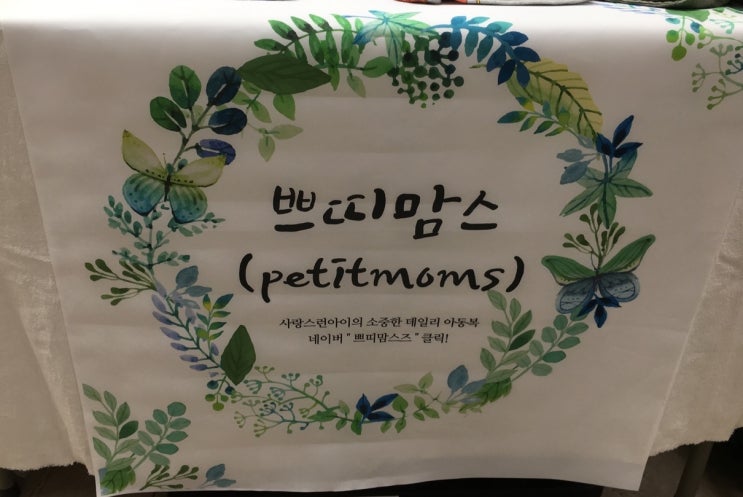 쁘띠맘스
(petitmoms)
사랑스런아이의 소중한 데일리 아동복
네이버 " 쁘띠맘스즈 " 클릭!